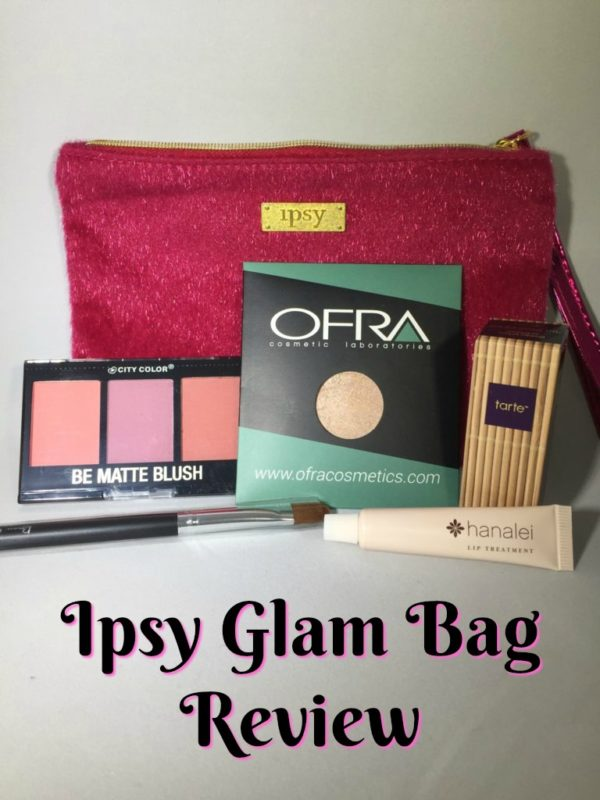 ipsy
OFRA
cosmetic laboratories
CITY COLOR®
tarte™
BE MATTE BLUSH
www.ofracosmetics.com
hanalei
LIP TREATMENT
Ipsy Glam Bag
Review